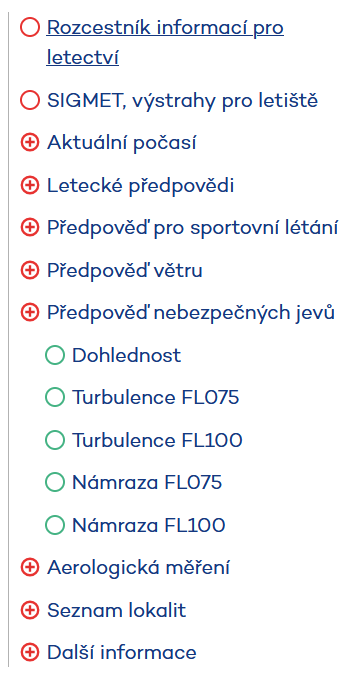 Rozcestník informací pro
letectví
SIGMET, výstrahy pro letiště
Aktuální počasí
Letecké předpovědi
Předpověď pro sportovní létání
Předpověď větru
Předpověď nebezpečných jevů
Dohlednost
Turbulence FL075
Turbulence FL100
Námraza FL075
Námraza FL100
Aerologická měření
Seznam lokalit
Další informace